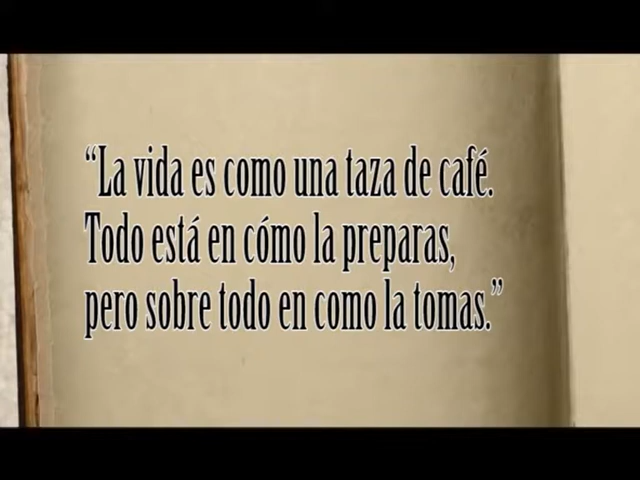 “La vida es como una taza de café.
Todo está en cómo la preparas,
pero sobre todo en como la tomas.”